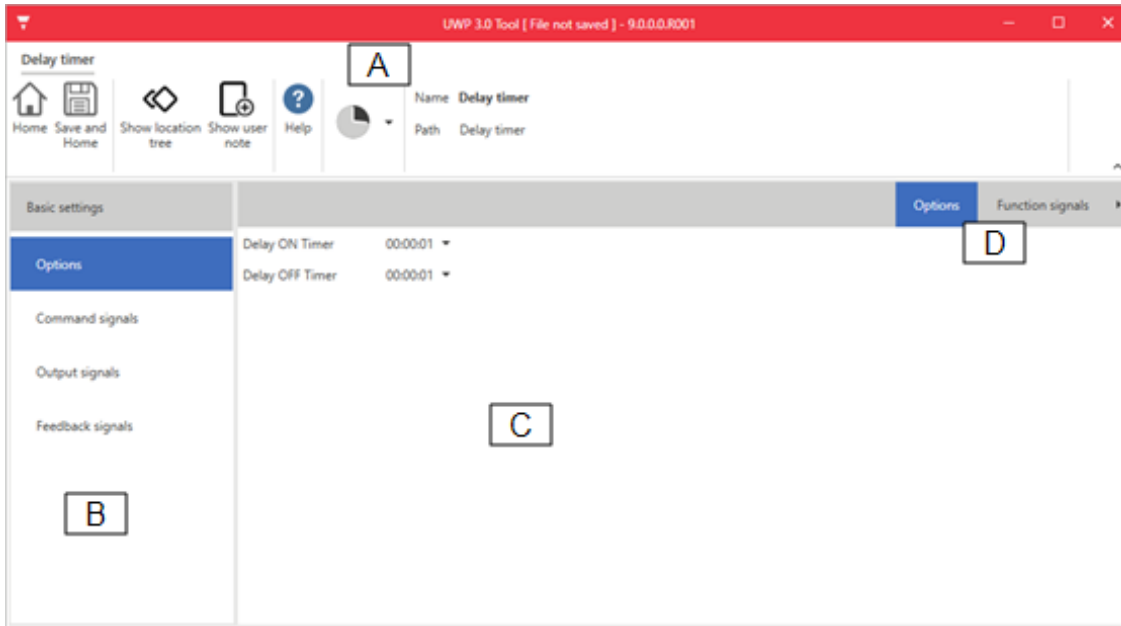 UWP 3.0 Tool [ File not saved ] - 9.0.0.0.R001
Delay timer
A
Home
Save and Home
Show location tree
Show user note
Help
Name Delay timer
Path Delay timer
Basic settings
Options
Function signals
D
Options
Command signals
Output signals
Feedback signals
B
Delay ON Timer 00:00:01
Delay OFF Timer 00:00:01
C